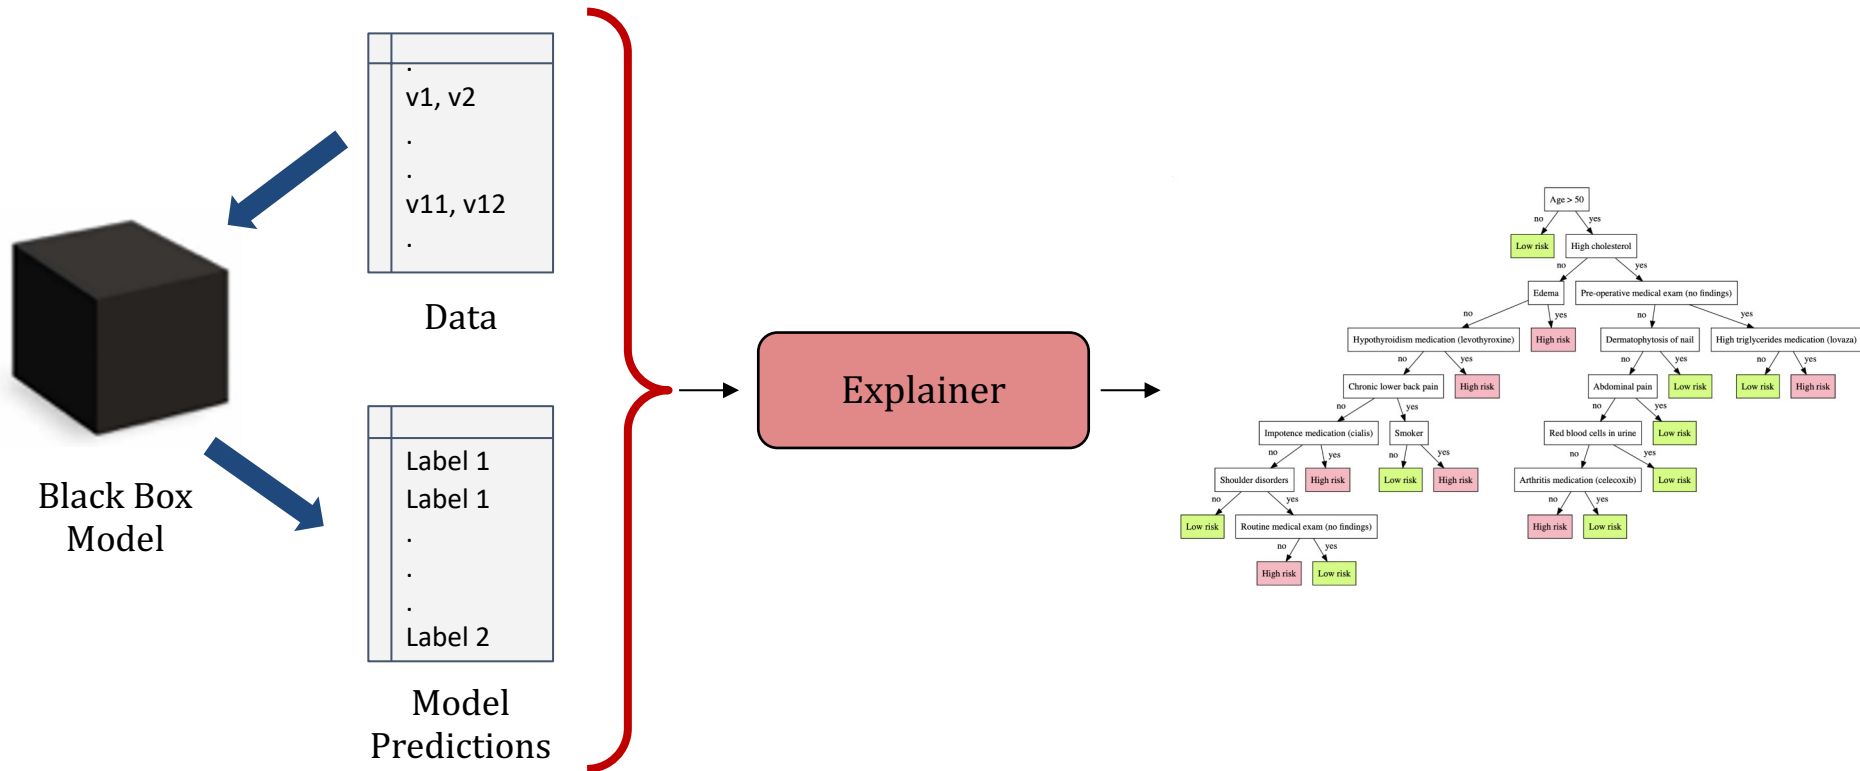 .
v1, v2
.
.
v11, v12
.
Data
Black Box
Model
Label 1
Label 1
.
.
.
Label 2
Model
Predictions
Explainer
Age > 50
no
yes
Low risk
High cholesterol
no
yes
Edema
Pre-operative medical exam (no findings)
no
yes
no
yes
Hypothyroidism medication (levothyroxine)
High risk
Dermatophytosis of nail
High triglycerides medication (lovaza)
no
yes
no
yes
no
yes
Chronic lower back pain
High risk
Abdominal pain
Low risk
Low risk
High risk
no
yes
no
yes
Impotence medication (cialis)
Smoker
Red blood cells in urine
Low risk
no
yes
no
yes
no
yes
Shoulder disorders
High risk
Low risk
High risk
Arthritis medication (celecoxib)
Low risk
no
yes
no
yes
Low risk
Routine medical exam (no findings)
High risk
Low risk
no
yes
High risk
Low risk